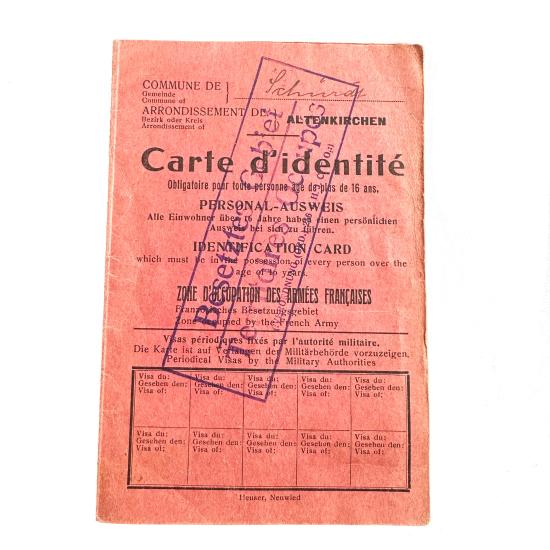 COMMUNE DE
Gemeinde
Commune of
Schürdt
ARRONDISSEMENT DE
Bezirk oder Kreis
Arrondissement of
ALTENKIRCHEN
Carte d'identité
Obligatoire pour toute personne âgé de plus de 16 ans.
PERSONAL-AUSWEIS
Alle Einwohner über 16 Jahre haben einen persönlichen
Ausweis bei sich zu führen.
IDENTIFICATION CARD
which must be in the possession of every person over the
age of 16 years.
ZONE D'OCCUPATION DES ARMÉES FRANÇAISES
Französisches Besetzungsgebiet
Zone occupied by the French Army
Visas périodiques fixés par l'autorité militaire.
Die Karte ist auf Verlangen der Militärbehörde vorzuzeigen.
Periodical Visas by the Military Authorities
Visa du: Visa du: Visa du: Visa du: Visa du:
Gesehen den: Gesehen den: Gesehen den: Gesehen den: Gesehen den:
Visa of: Visa of: Visa of: Visa of: Visa of:
Visa du: Visa du: Visa du: Visa du: Visa du:
Gesehen den: Gesehen den: Gesehen den: Gesehen den: Gesehen den:
Visa of: Visa of: Visa of: Visa of: Visa of:
Heuser, Neuwied
Besetztes Gebiet
Territoires Occupés